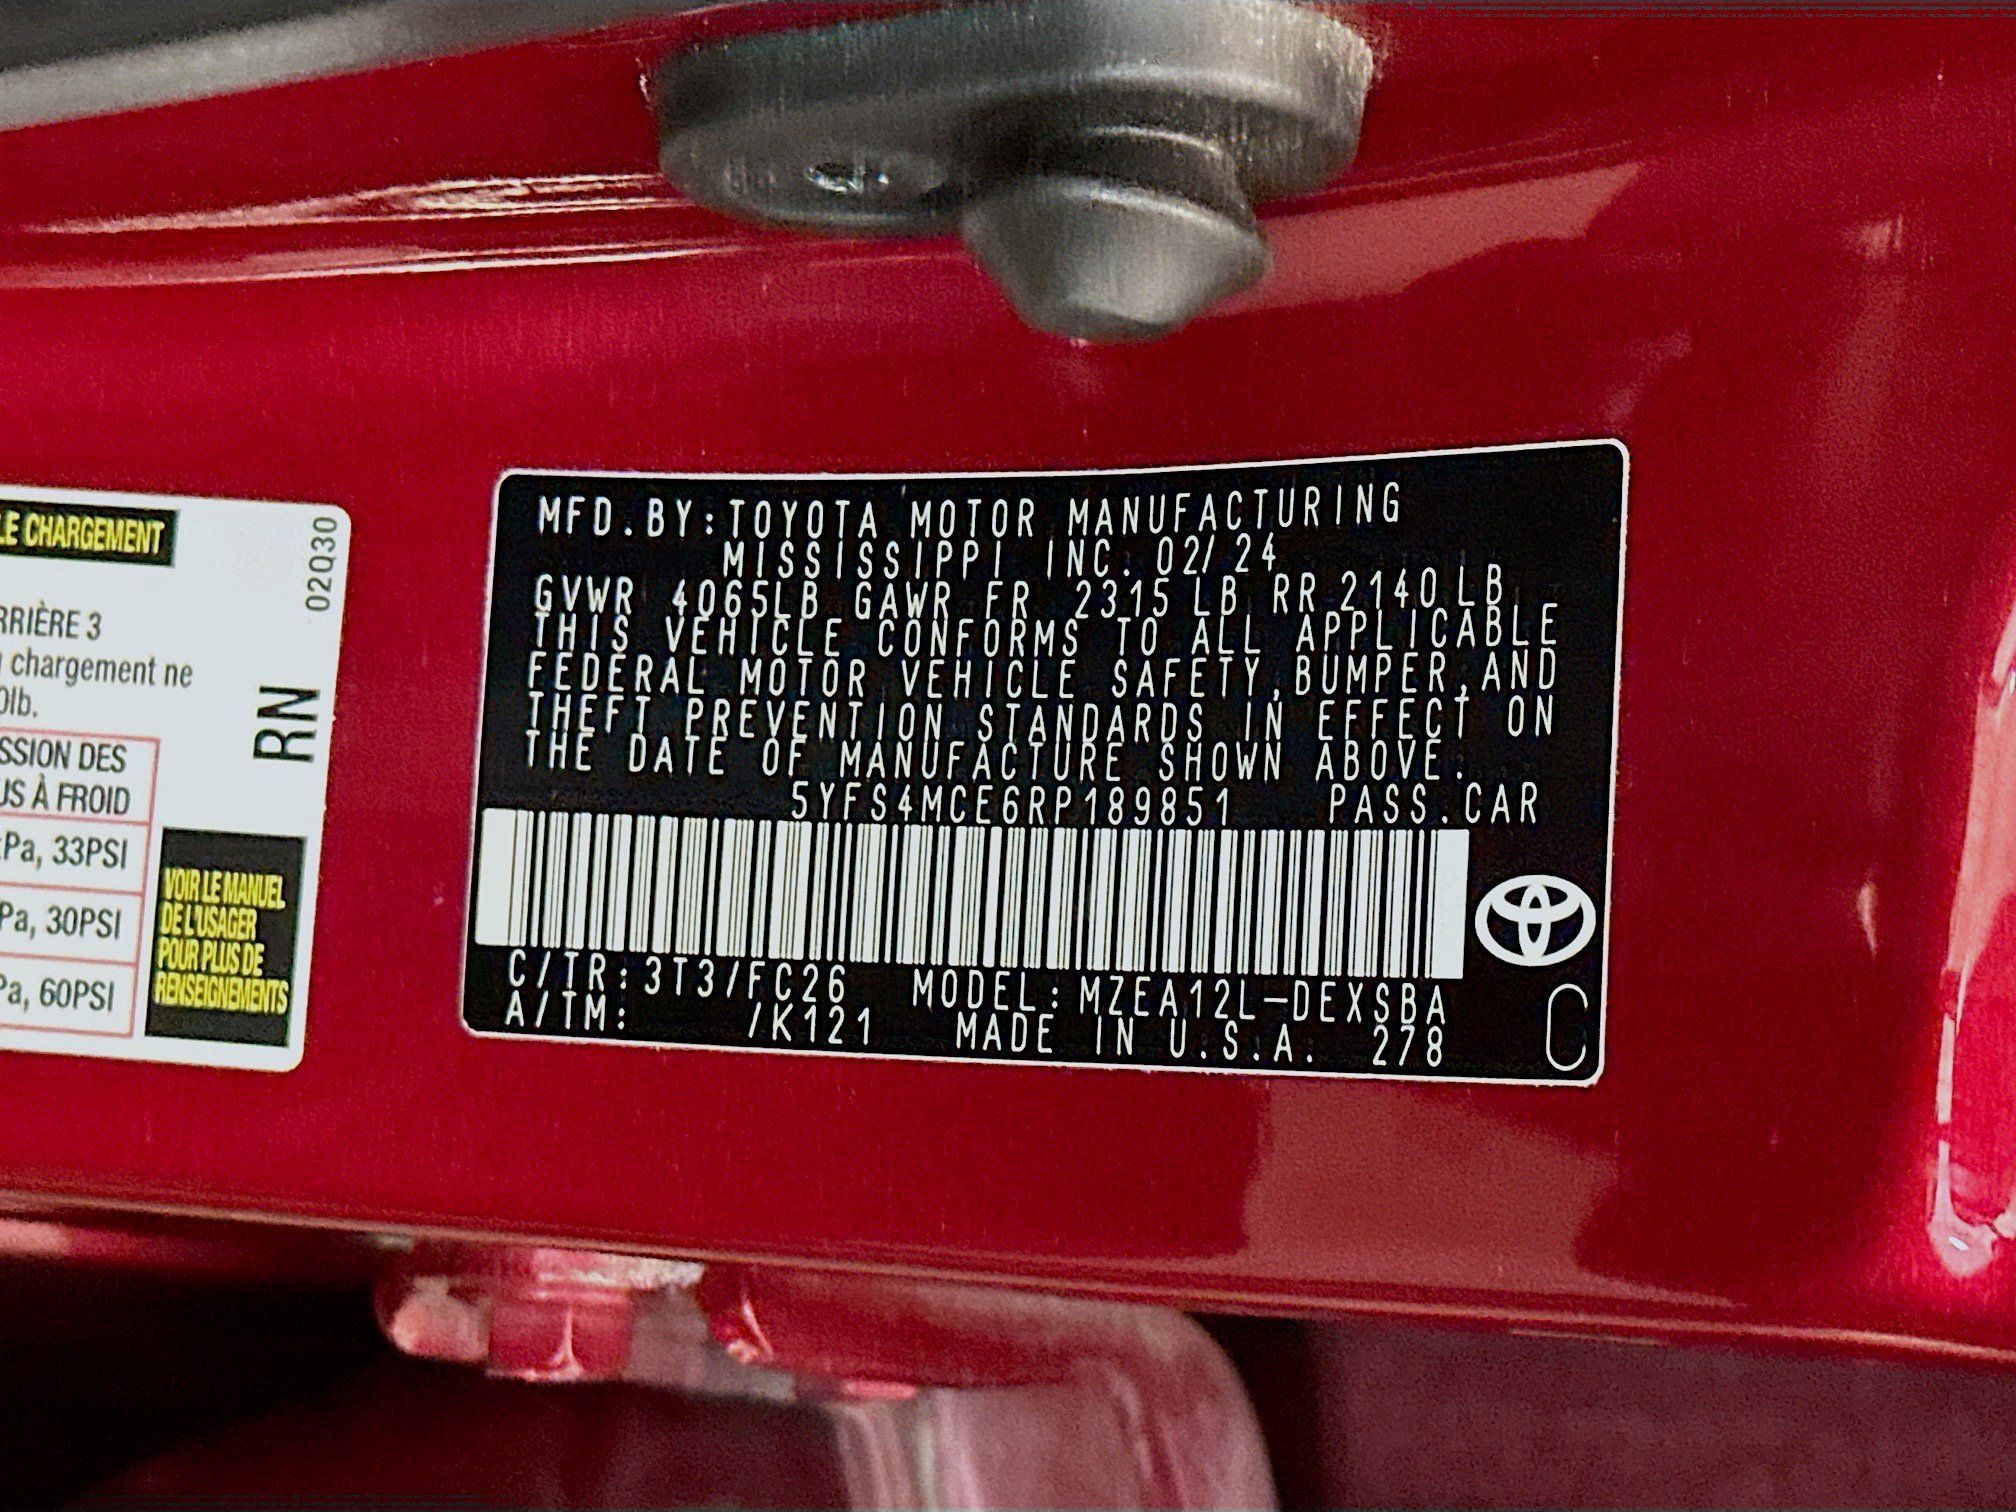 LE CHARGEMENT
02Q30
RRIÈRE 3
chargement ne
0lb.
RN
SSION DES
US À FROID
Pa, 33PSI
Pa, 30PSI
Pa, 60PSI
VOIR LE MANUEL
DE L'USAGER
POUR PLUS DE
RENSEIGNEMENTS
MFD.BY:TOYOTA MOTOR MANUFACTURING
MISSISSIPPI INC. 02/24
GVWR 4065LB GAWR FR 2315LB RR 2140LB
THIS VEHICLE CONFORMS TO ALL APPLICABLE
FEDERAL MOTOR VEHICLE SAFETY,BUMPER,AND
THEFT PREVENTION STANDARDS IN EFFECT ON
THE DATE OF MANUFACTURE SHOWN ABOVE.
5YFS4MCE6RP189851 PASS.CAR
C/TR:3T3/FC26 MODEL:MZEA12L-DEXSBA
A/TM: /K121 MADE IN U.S.A. 278
C